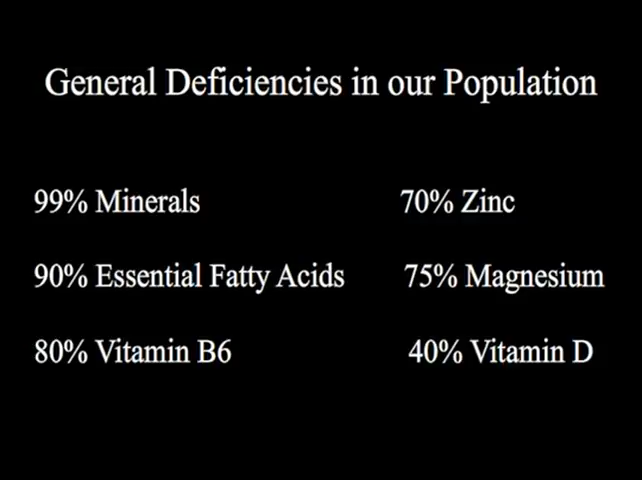 General Deficiencies in our Population
99% Minerals
70% Zinc
90% Essential Fatty Acids
75% Magnesium
80% Vitamin B6
40% Vitamin D